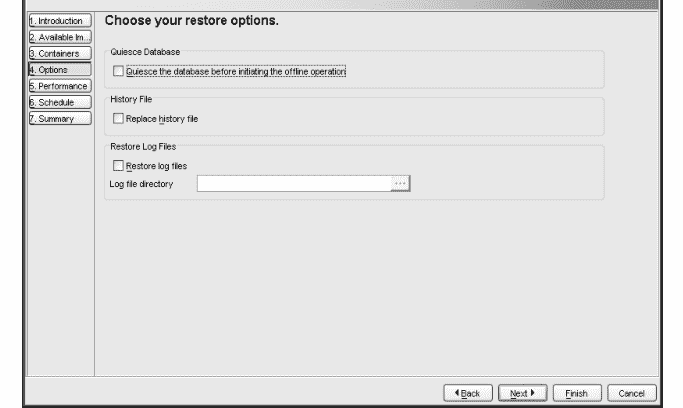 Choose your restore options.
1. Introduction
2. Available Im...
3. Containers
4. Options
5. Performance
6. Schedule
7. Summary
Quiesce Database
Quiesce the database before initiating the offline operation
History File
Replace history file
Restore Log Files
Restore log files
Log file directory
...
Back Next Finish Cancel